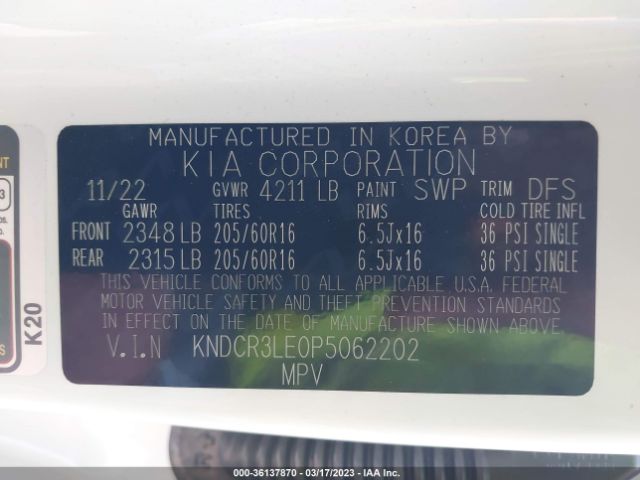 MANUFACTURED IN KOREA BY
KIA CORPORATION
11/22 GVWR 4211 LB PAINT SWP TRIM DFS
GAWR TIRES RIMS COLD TIRE INFL
FRONT 2348 LB 205/60R16 6.5Jx16 36 PSI SINGLE
REAR 2315 LB 205/60R16 6.5Jx16 36 PSI SINGLE
THIS VEHICLE CONFORMS TO ALL APPLICABLE U.S.A. FEDERAL
MOTOR VEHICLE SAFETY AND THEFT PREVENTION STANDARDS
IN EFFECT ON THE DATE OF MANUFACTURE SHOWN ABOVE
V.I.N KNDCR3LE0P5062202
MPV
K20
000-36137870 - 03/17/2023 - IAA Inc.